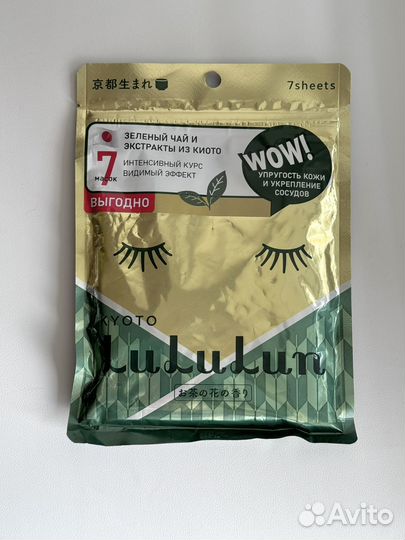 京都生まれ
7sheets
ЗЕЛЕНЫЙ ЧАЙ И
ЭКСТРАКТЫ ИЗ КИОТО
7
масок
ИНТЕНСИВНЫЙ КУРС
ВИДИМЫЙ ЭФФЕКТ
ВЫГОДНО
WOW!
УПРУГОСТЬ КОЖИ
И УКРЕПЛЕНИЕ
СОСУДОВ
KYOTO
LuLuLun
お茶の花の香り
Avito